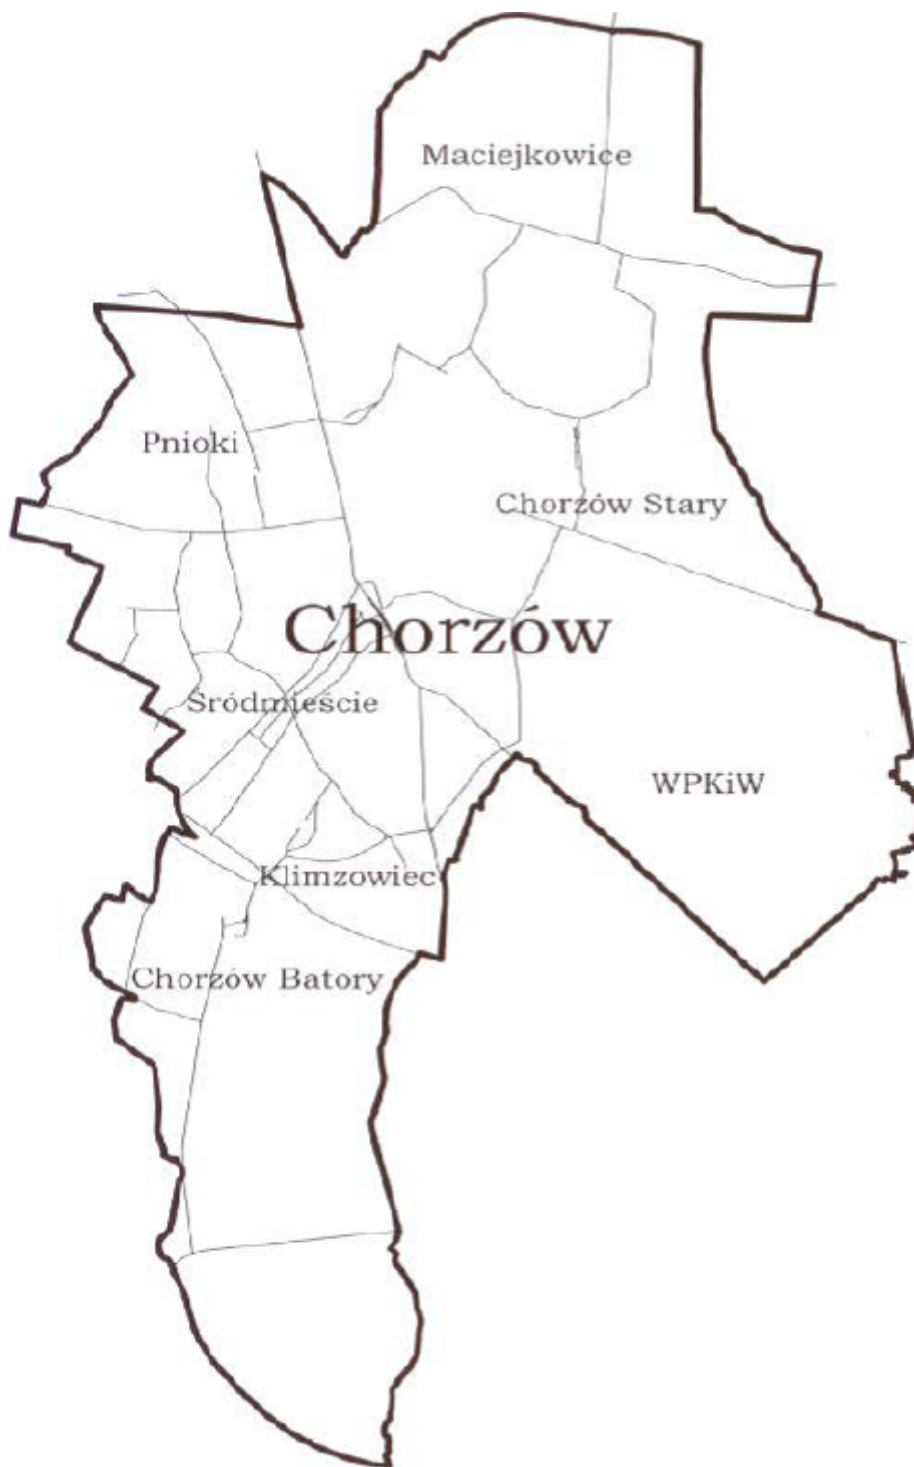 Maciejkowice
Pnioki
Chorzów Stary
Chorzów
Śródmieście
WPKiW
Klimzowiec
Chorzów Batory